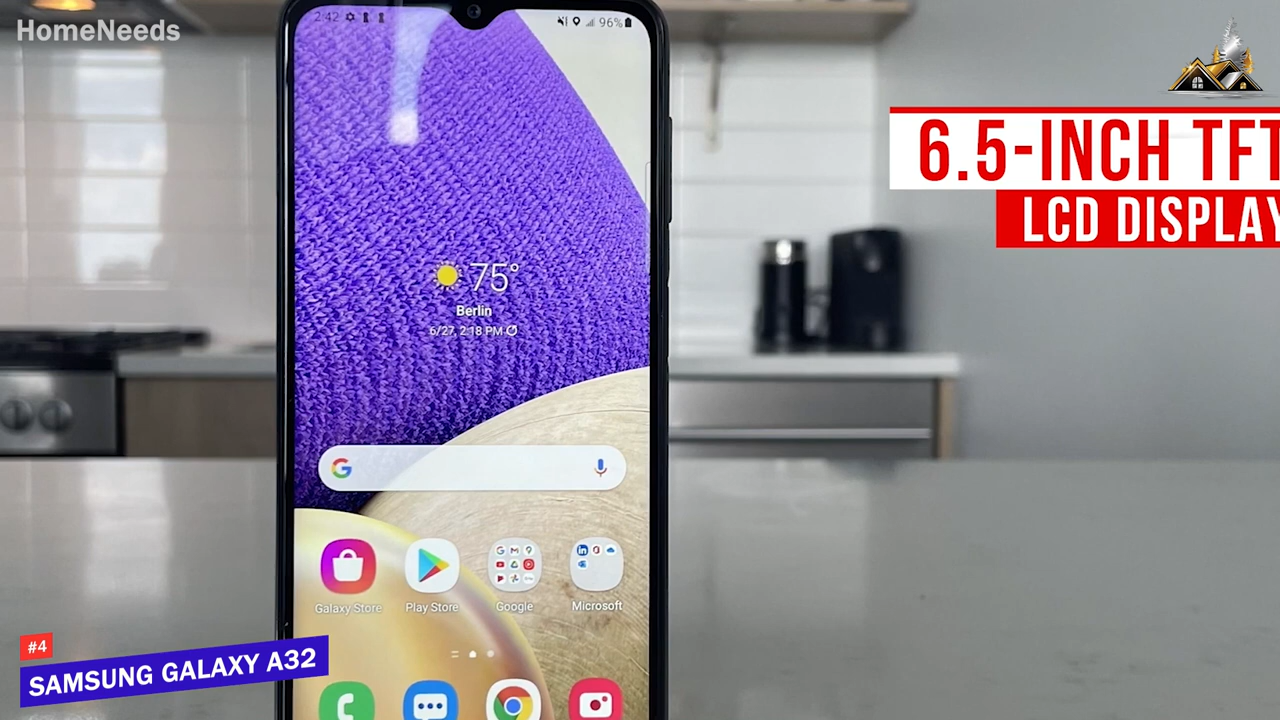 HomeNeeds
2:42
96%
6.5-INCH TFT
LCD DISPLAY
75°
Berlin
6/27, 2:18 PM
Galaxy Store
Play Store
Google
Microsoft
#4
SAMSUNG GALAXY A32